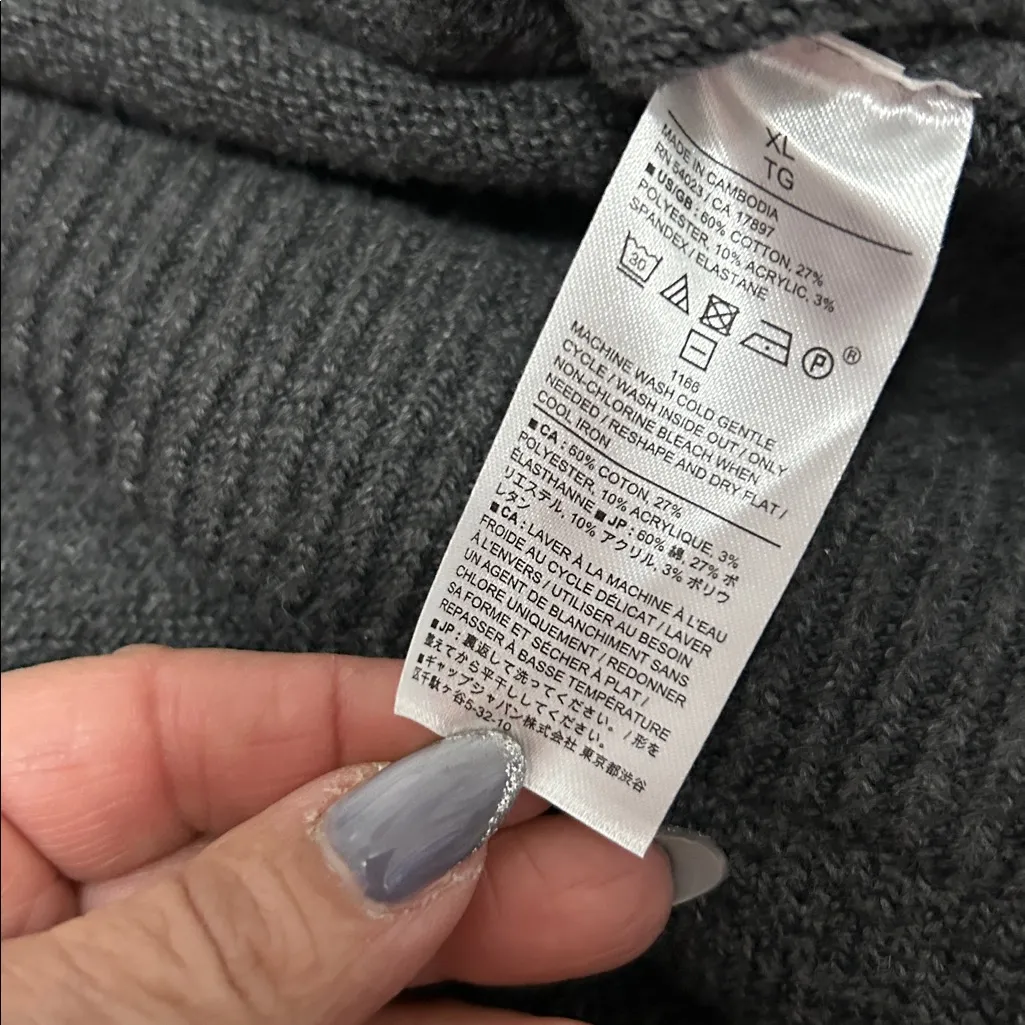 XL
TG
MADE IN CAMBODIA
RN 54023 / CA 17897
■ US/GB : 60% COTTON, 27%
POLYESTER, 10% ACRYLIC, 3%
SPANDEX / ELASTANE
30
P ®
1186
MACHINE WASH COLD GENTLE
CYCLE / WASH INSIDE OUT / ONLY
NON-CHLORINE BLEACH WHEN
NEEDED / RESHAPE AND DRY FLAT /
COOL IRON
■ CA : 60% COTON, 27%
POLYESTER, 10% ACRYLIQUE, 3%
ÉLASTHANNE ■ JP : 60% 綿, 27% ポ
リエステル, 10% アクリル, 3% ポリウ
レタン
■ CA : LAVER À LA MACHINE À L'EAU
FROIDE AU CYCLE DÉLICAT / LAVER
À L'ENVERS / UTILISER AU BESOIN
UN AGENT DE BLANCHIMENT SANS
CHLORE UNIQUEMENT / REDONNER
SA FORME ET SÉCHER À PLAT /
REPASSER À BASSE TEMPÉRATURE
■ JP : 裏返して洗ってください。 / 形を
整えてから平干ししてください。
■ ギャップジャパン株式会社 東京都渋谷
区千駄ヶ谷5-32-10